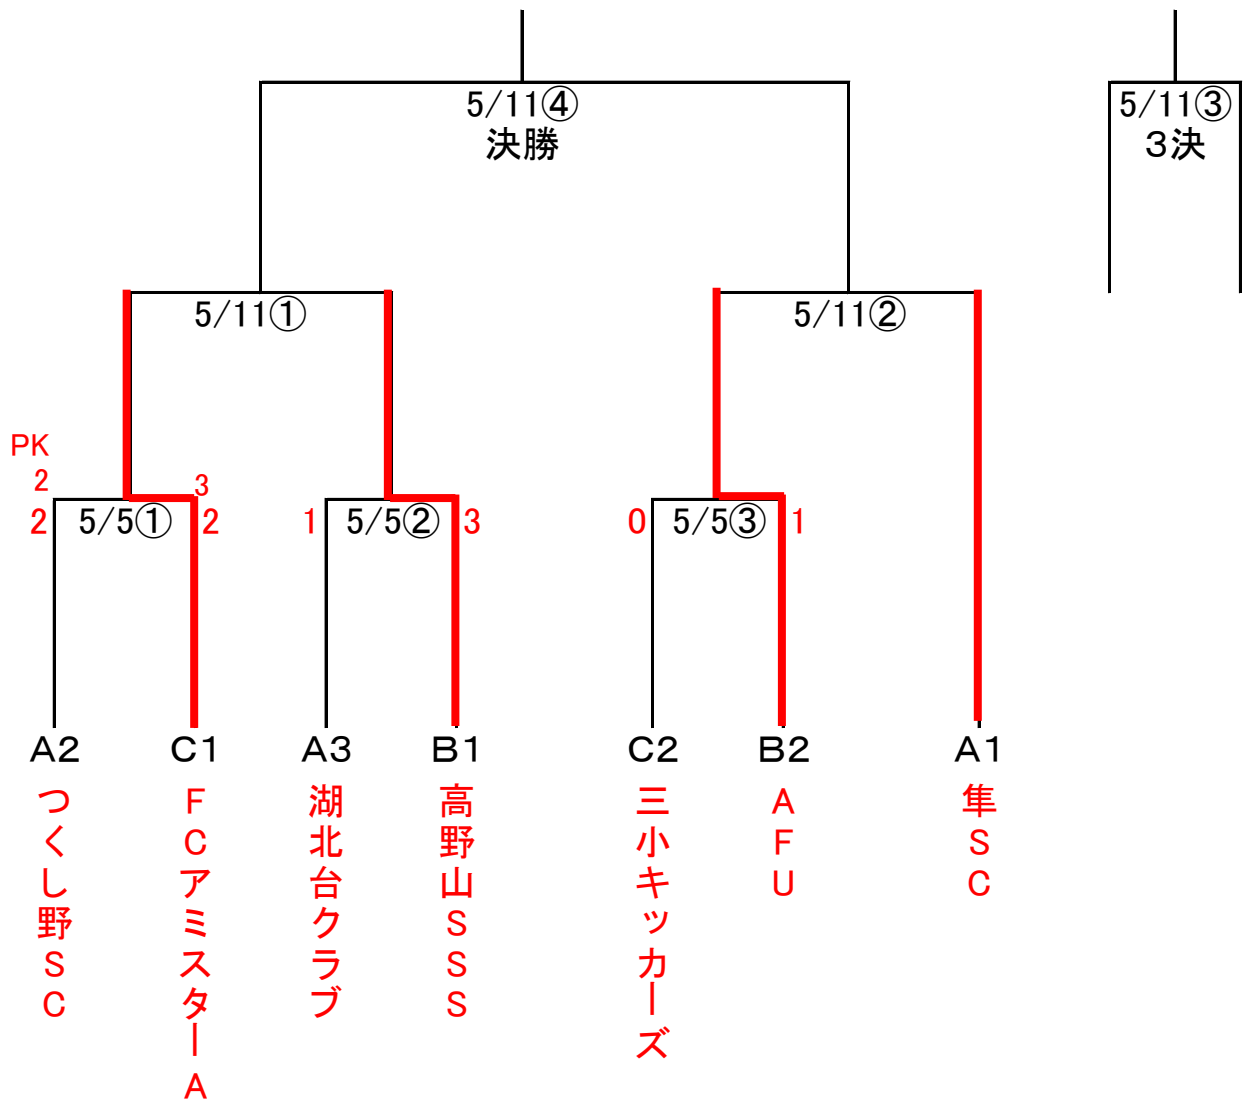 5/11④
決勝
5/11③
3決
5/11①
5/11②
PK
2
3
2
5/5①
2
1
5/5②
3
0
5/5③
1
A2
C1
A3
B1
C2
B2
A1
つくし野SC
FCアミスターA
湖北台クラブ
高野山SSS
三小キッカーズ
AFU
隼SC